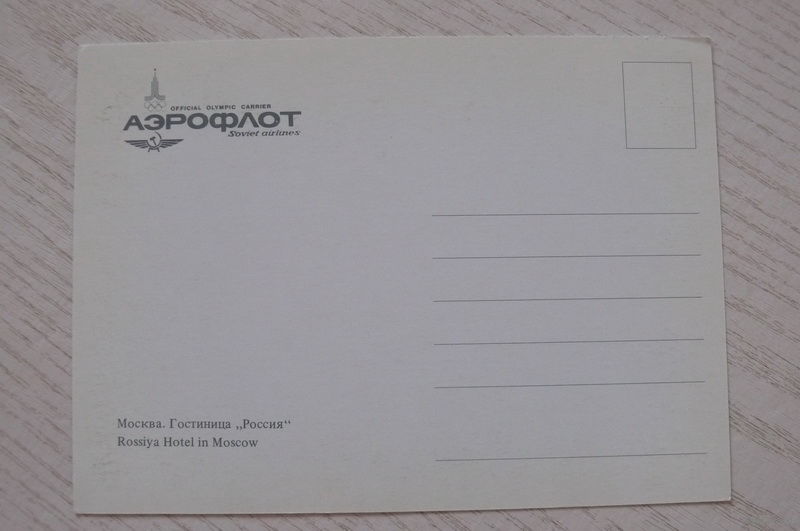 OFFICIAL OLYMPIC CARRIER
АЭРОФЛОТ
Soviet airlines
Москва. Гостиница „Россия“
Rossiya Hotel in Moscow